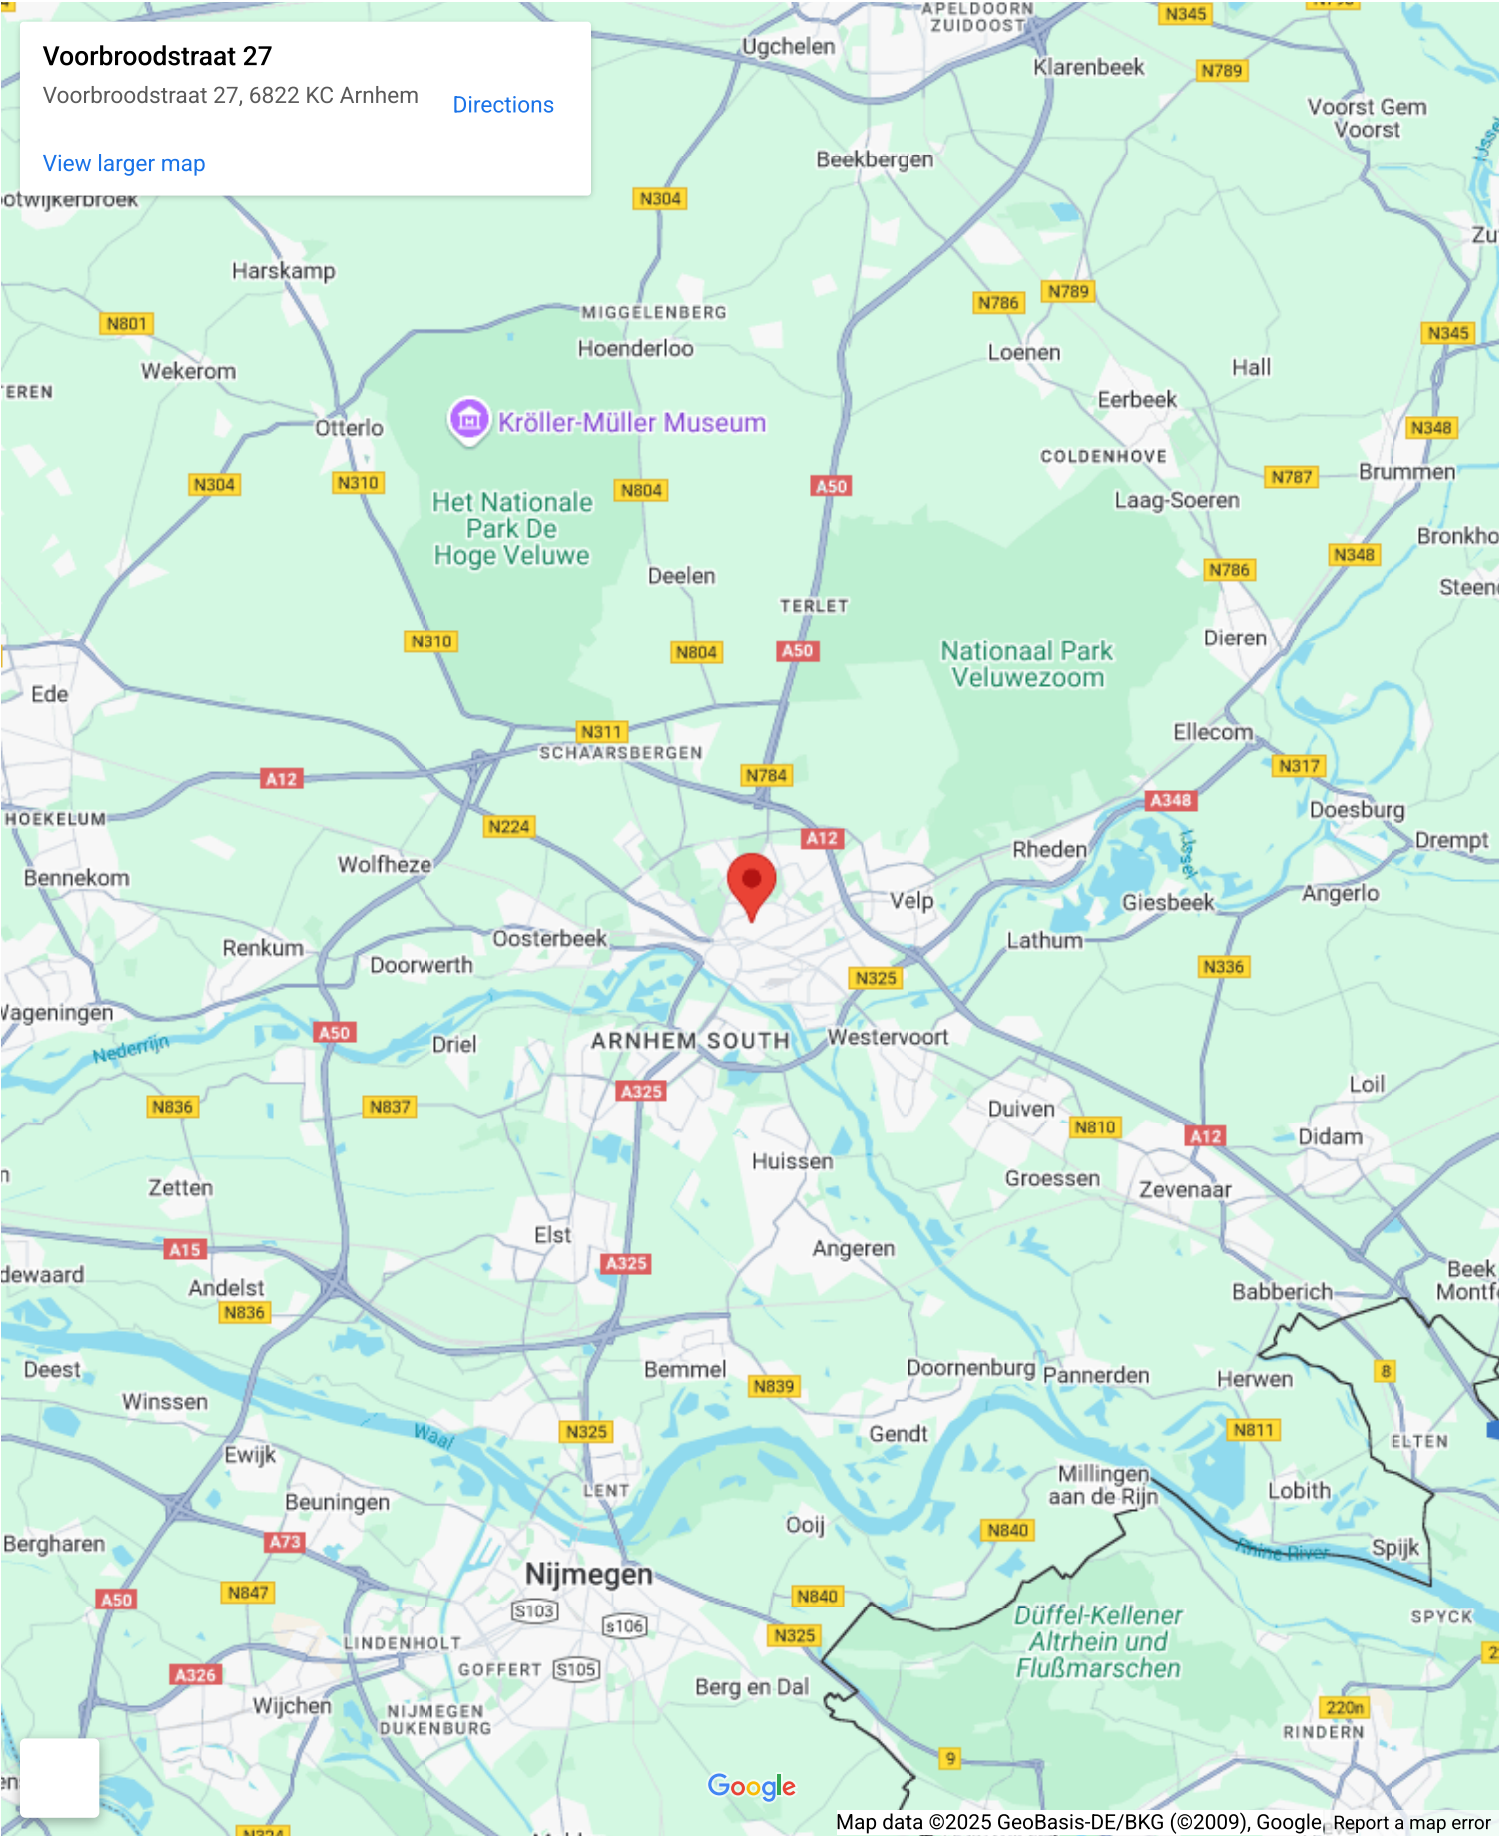 Voorbroodstraat 27
Voorbroodstraat 27, 6822 KC Arnhem
Directions
View larger map
APELDOORN
ZUIDOOST
N345
Ugchelen
Klarenbeek
N789
Voorst Gem
Voorst
IJssel
Beekbergen
N304
Harskamp
MIGGELENBERG
N786
N789
N801
Hoenderloo
Loenen
N345
Wekerom
Hall
Eerbeek
Otterlo
Kröller-Müller Museum
N348
COLDENHOVE
Brummen
N304
N310
N804
A50
N787
Laag-Soeren
Het Nationale
Park De
Hoge Veluwe
N348
N786
Deelen
TERLET
N310
N804
A50
Nationaal Park
Veluwezoom
Dieren
Ede
N311
SCHAARSBERGEN
Ellecom
A12
N784
N317
A348
HOEKELUM
N224
A12
Doesburg
Drempt
Wolfheze
Rheden
IJssel
Bennekom
Velp
Giesbeek
Angerlo
Renkum
Oosterbeek
Doorwerth
Lathum
N325
N336
Nederrijn
A50
Driel
ARNHEM SOUTH
Westervoort
A325
N836
N837
Duiven
N810
Loil
A12
Didam
Huissen
Groessen
Zevenaar
Zetten
Elst
A15
A325
Angeren
Andelst
N836
Babberich
Beek
Deest
Bemmel
Doornenburg
Pannerden
Herwen
8
Winssen
N839
Waal
N325
Gendt
N811
ELTEN
Ewijk
Beuningen
LENT
Millingen
aan de Rijn
Lobith
Ooij
N840
Bergharen
A73
Rhine River
Spijk
Nijmegen
A50
N847
S103
s106
N840
N325
Düffel-Kellener
Altrhein und
Flußmarschen
SPYCK
LINDENHOLT
GOFFERT
S105
A326
Berg en Dal
Wijchen
NIJMEGEN
DUKENBURG
220n
RINDERN
9
Google
Map data ©2025 GeoBasis-DE/BKG (©2009), Google
Report a map error